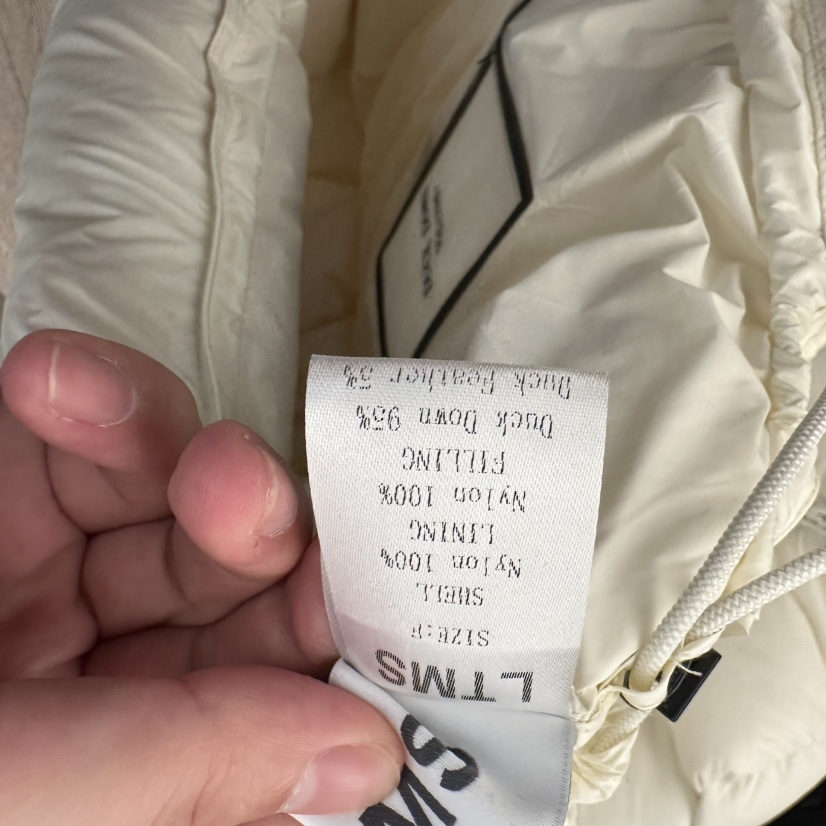 LTMS
SIZE:F
SHELL
Nylon 100%
LINING
Nylon 100%
FILLING
Duck Down 95%
Duck Feather 5%